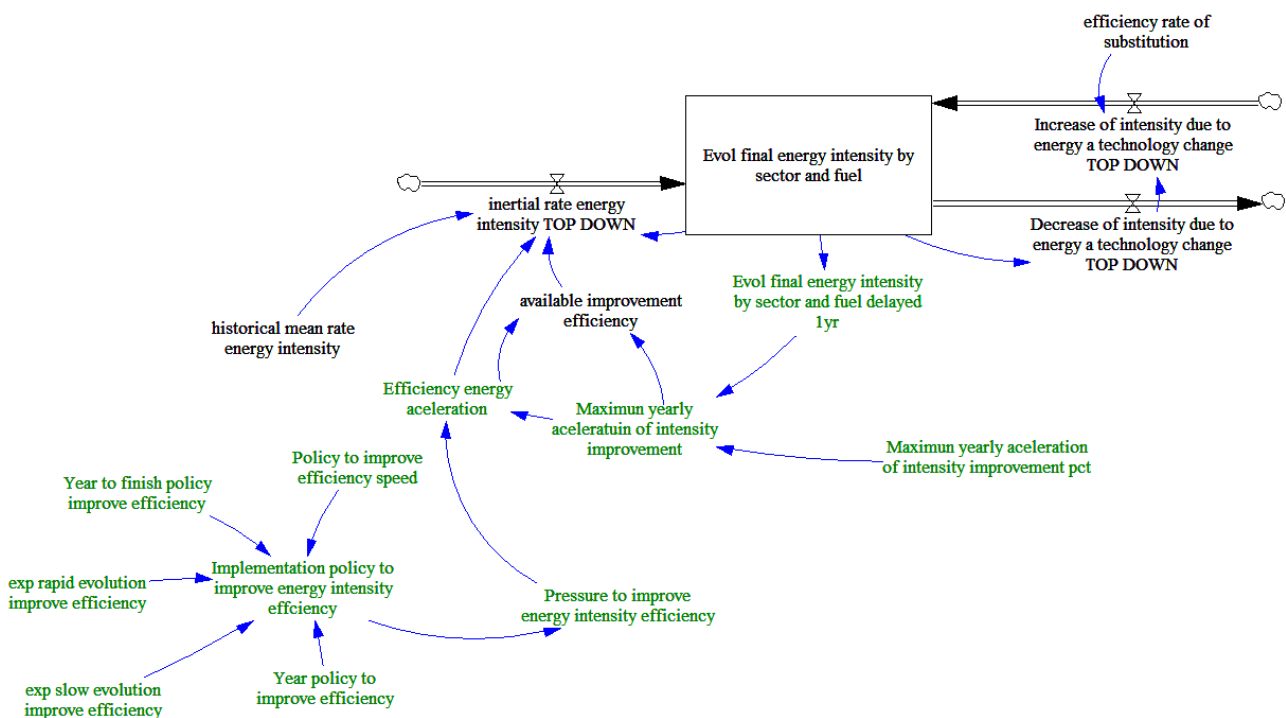 efficiency rate of
substitution
Evol final energy intensity by
sector and fuel
Increase of intensity due to
energy a technology change
TOP DOWN
inertial rate energy
intensity TOP DOWN
Decrease of intensity due to
energy a technology change
TOP DOWN
Evol final energy intensity
by sector and fuel delayed
1yr
available improvement
efficiency
historical mean rate
energy intensity
Efficiency energy
aceleration
Maximun yearly
aceleratuin of intensity
improvement
Maximun yearly aceleration
of intensity improvement pct
Policy to improve
efficiency speed
Year to finish policy
improve efficiency
exp rapid evolution
improve efficiency
Implementation policy to
improve energy intensity
effciency
Pressure to improve
energy intensity efficiency
exp slow evolution
improve efficiency
Year policy to
improve efficiency